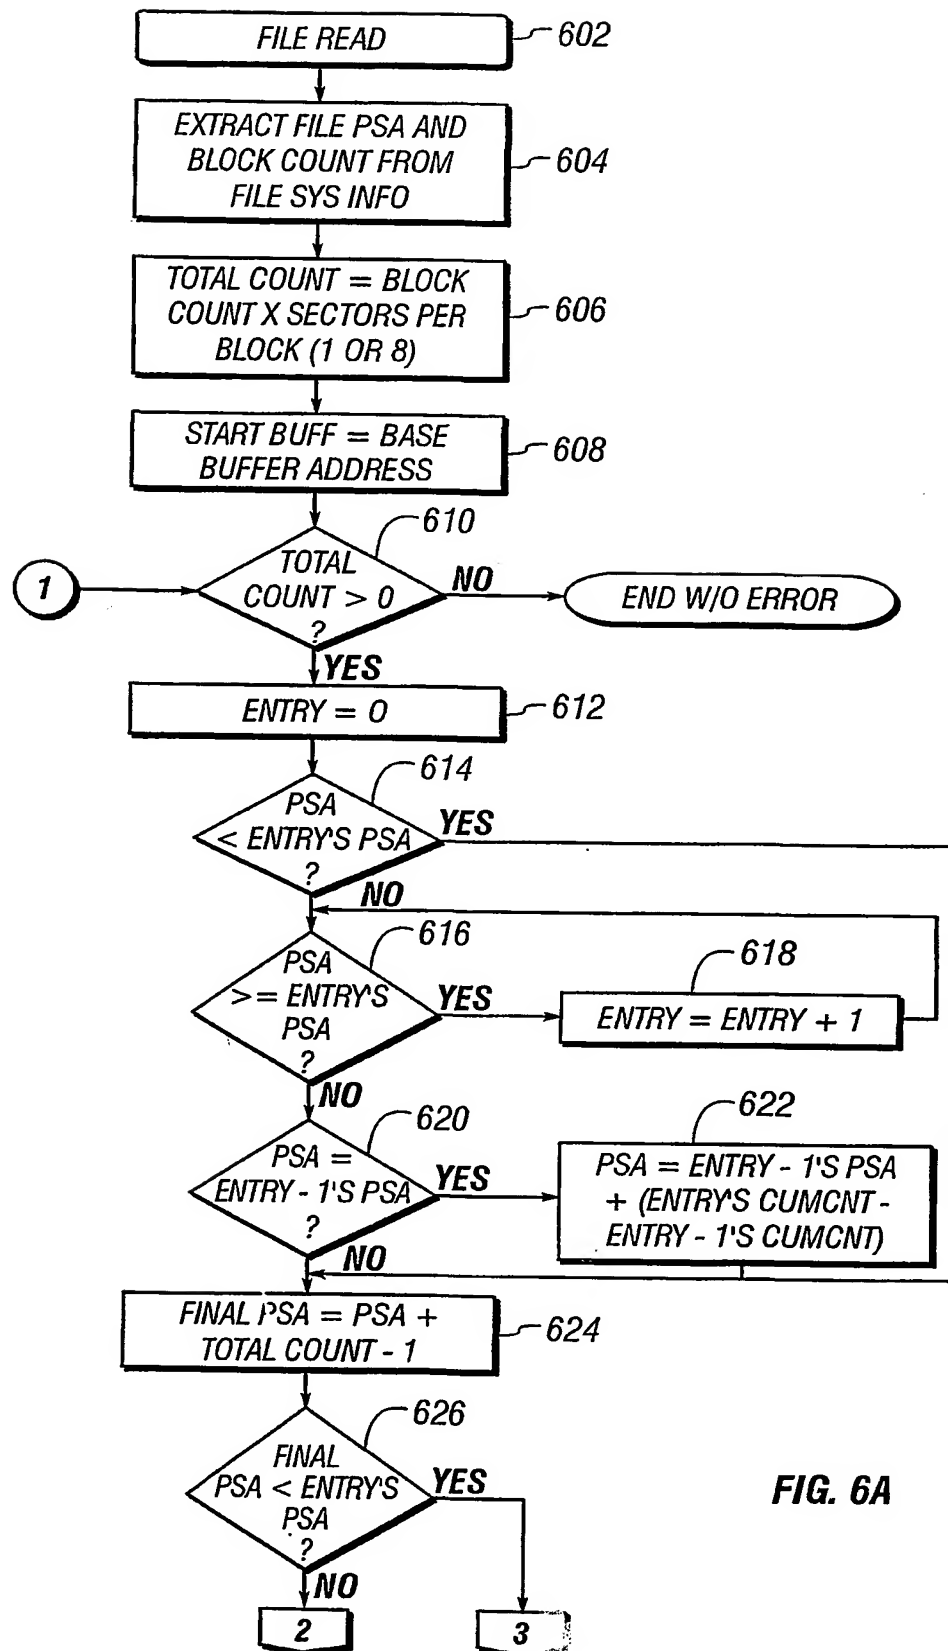 FILE READ
602
EXTRACT FILE PSA AND
BLOCK COUNT FROM
FILE SYS INFO
604
TOTAL COUNT = BLOCK
COUNT X SECTORS PER
BLOCK (1 OR 8)
606
START BUFF = BASE
BUFFER ADDRESS
608
610
1
TOTAL
COUNT > 0
?
NO
END W/O ERROR
YES
ENTRY = 0
612
614
PSA
< ENTRY'S PSA
?
YES
NO
616
PSA
>= ENTRY'S
PSA
?
YES
618
ENTRY = ENTRY + 1
NO
620
PSA =
ENTRY - 1'S PSA
?
YES
622
PSA = ENTRY - 1'S PSA
+ (ENTRY'S CUMCNT -
ENTRY - 1'S CUMCNT)
NO
FINAL PSA = PSA +
TOTAL COUNT - 1
624
626
FINAL
PSA < ENTRY'S
PSA
?
YES
NO
2
3
FIG. 6A